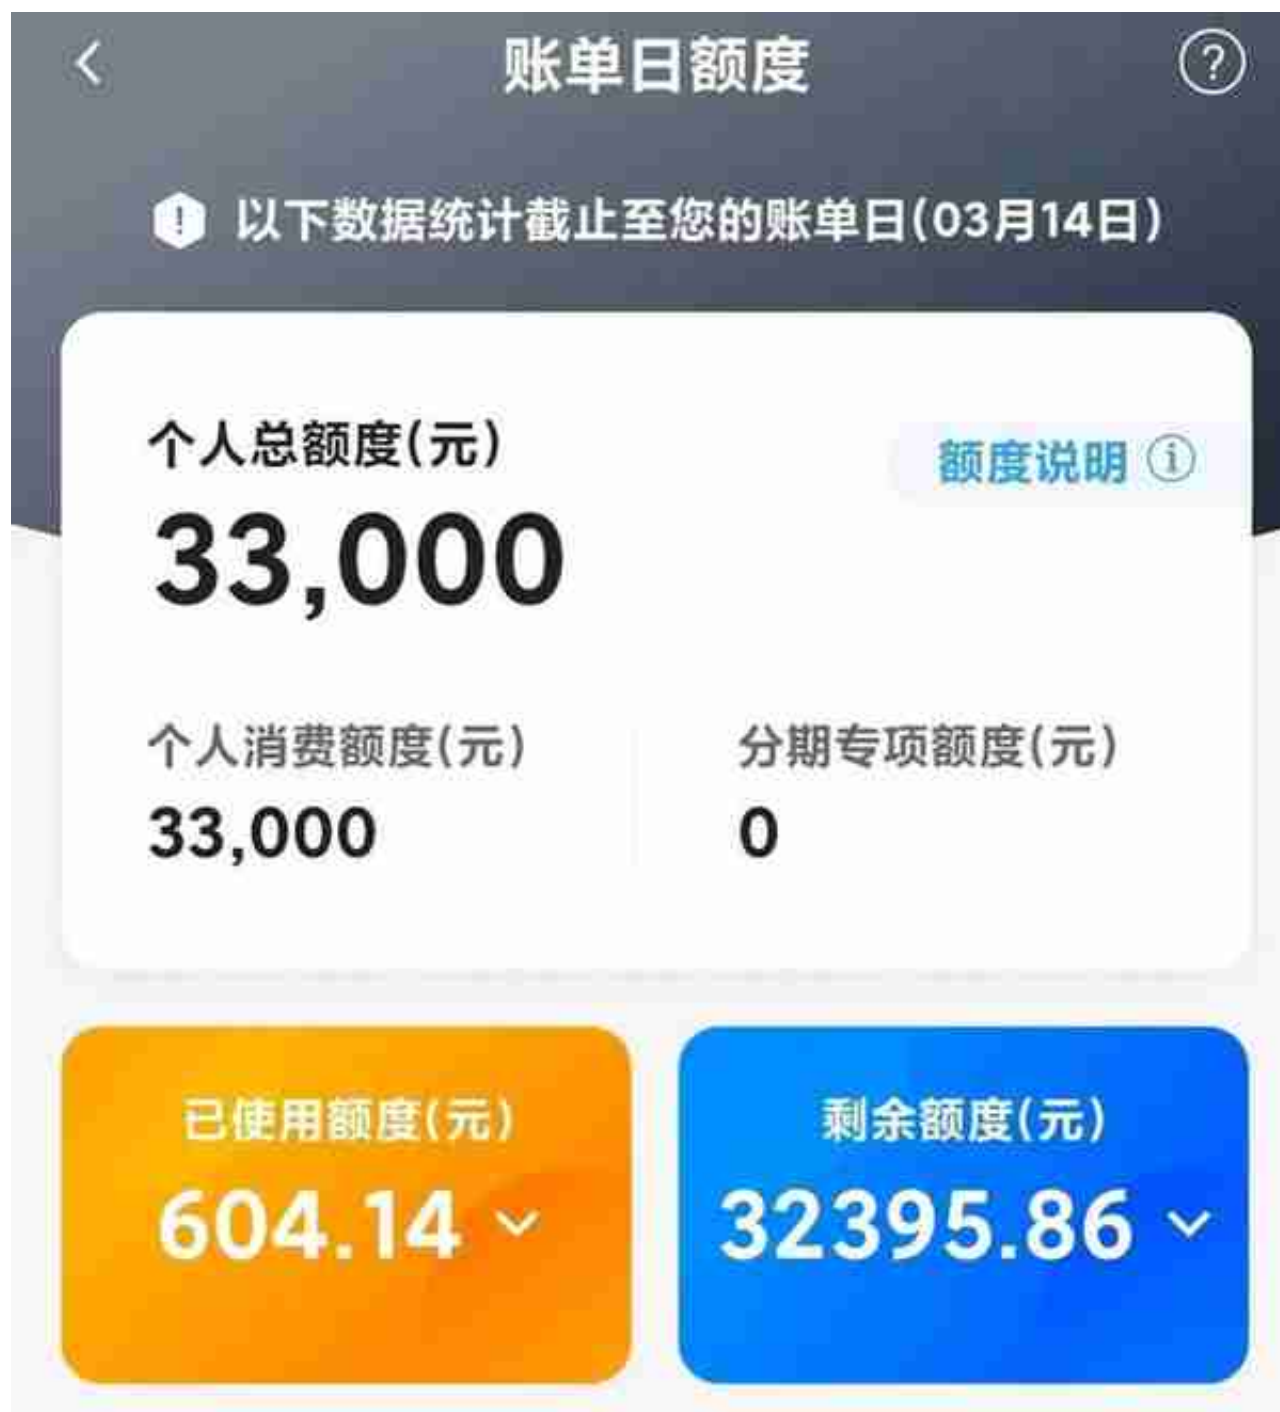 账单日额度
以下数据统计截止至您的账单日(03月14日)
个人总额度(元)
额度说明
33,000
个人消费额度(元) 分期专项额度(元)
33,000 0
已使用额度(元) 剩余额度(元)
604.14 32395.86